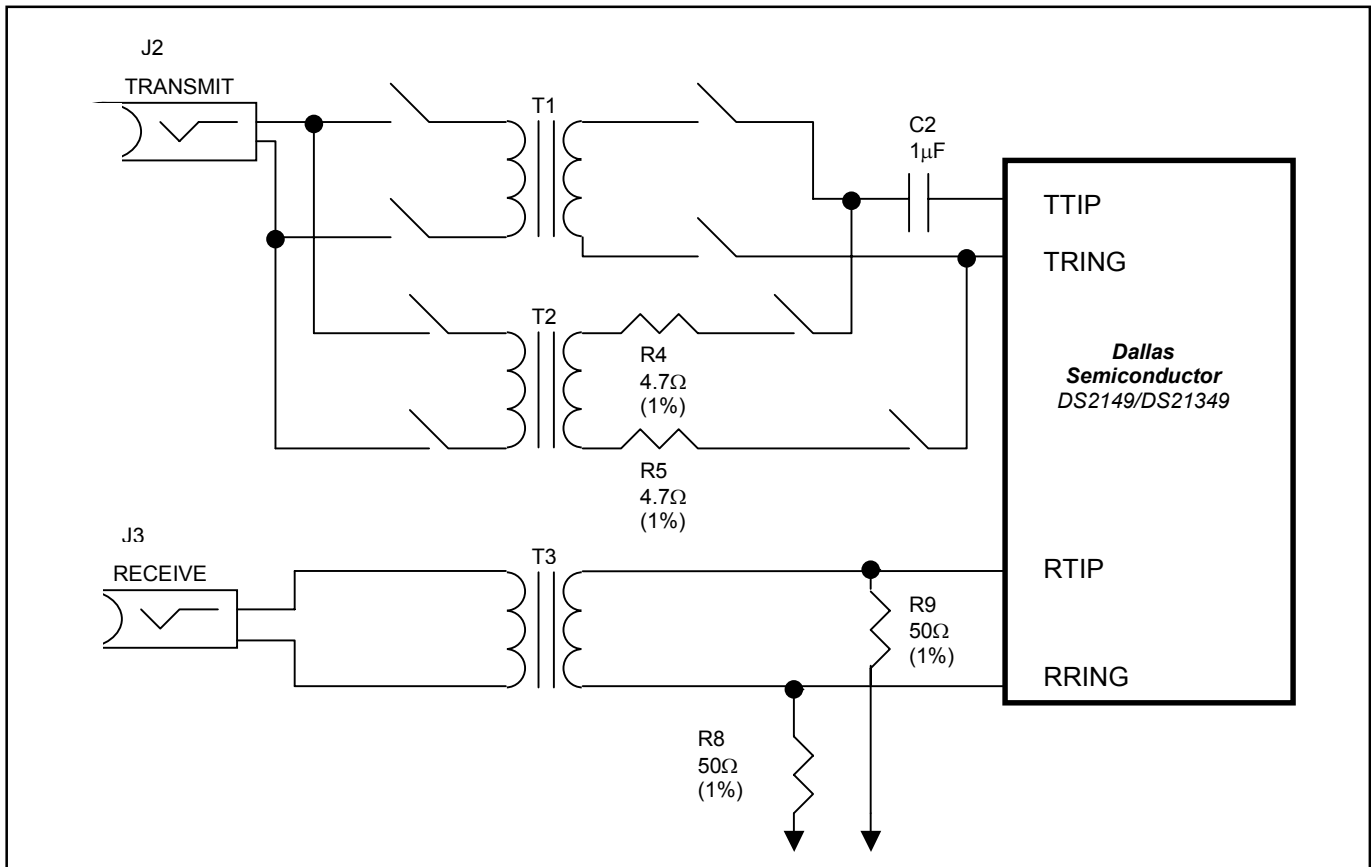 J2
TRANSMIT
T1
C2
1μF
TTIP
TRING
T2
R4
4.7Ω
(1%)
Dallas
Semiconductor
DS2149/DS21349
R5
4.7Ω
(1%)
J3
RECEIVE
T3
RTIP
R9
50Ω
(1%)
RRING
R8
50Ω
(1%)